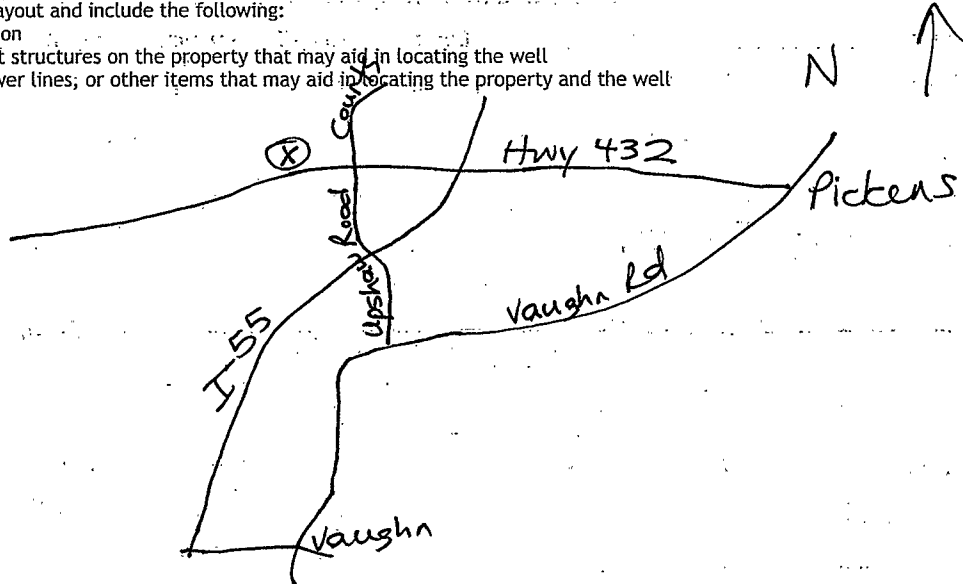 ayout and include the following:
on
t structures on the property that may aid in locating the well
ver lines; or other items that may aid in locating the property and the well
N
County
X
Hwy 432
Pickens
Road
Upshaw
Vaughn Rd
I-55
Vaughn